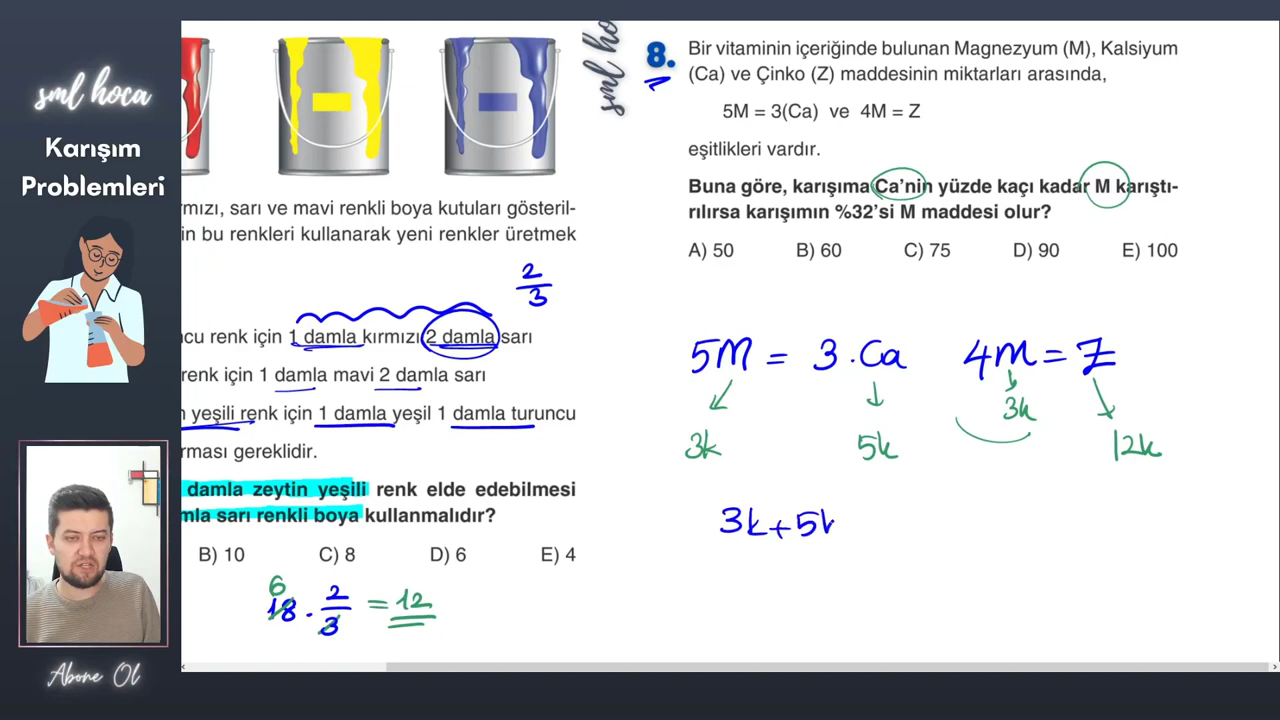 sml hoca
Karışım
Problemleri
Abone Ol
rmızı, sarı ve mavi renkli boya kutuları gösteril-
in bu renkleri kullanarak yeni renkler üretmek
2
3
ncu renk için 1 damla kırmızı 2 damla sarı
renk için 1 damla mavi 2 damla sarı
n yeşili renk için 1 damla yeşil 1 damla turuncu
rması gereklidir.
damla zeytin yeşili renk elde edebilmesi
mla sarı renkli boya kullanmalıdır?
B) 10 C) 8 D) 6 E) 4
6
18 . 2/3 = 12
sml ho
8.
Bir vitaminin içeriğinde bulunan Magnezyum (M), Kalsiyum
(Ca) ve Çinko (Z) maddesinin miktarları arasında,
5M = 3(Ca) ve 4M = Z
eşitlikleri vardır.
Buna göre, karışıma Ca'nin yüzde kaçı kadar M karıştı-
rılırsa karışımın %32'si M maddesi olur?
A) 50 B) 60 C) 75 D) 90 E) 100
5M = 3 . Ca 4M = Z
3k 5k 3k 12k
3k+5k